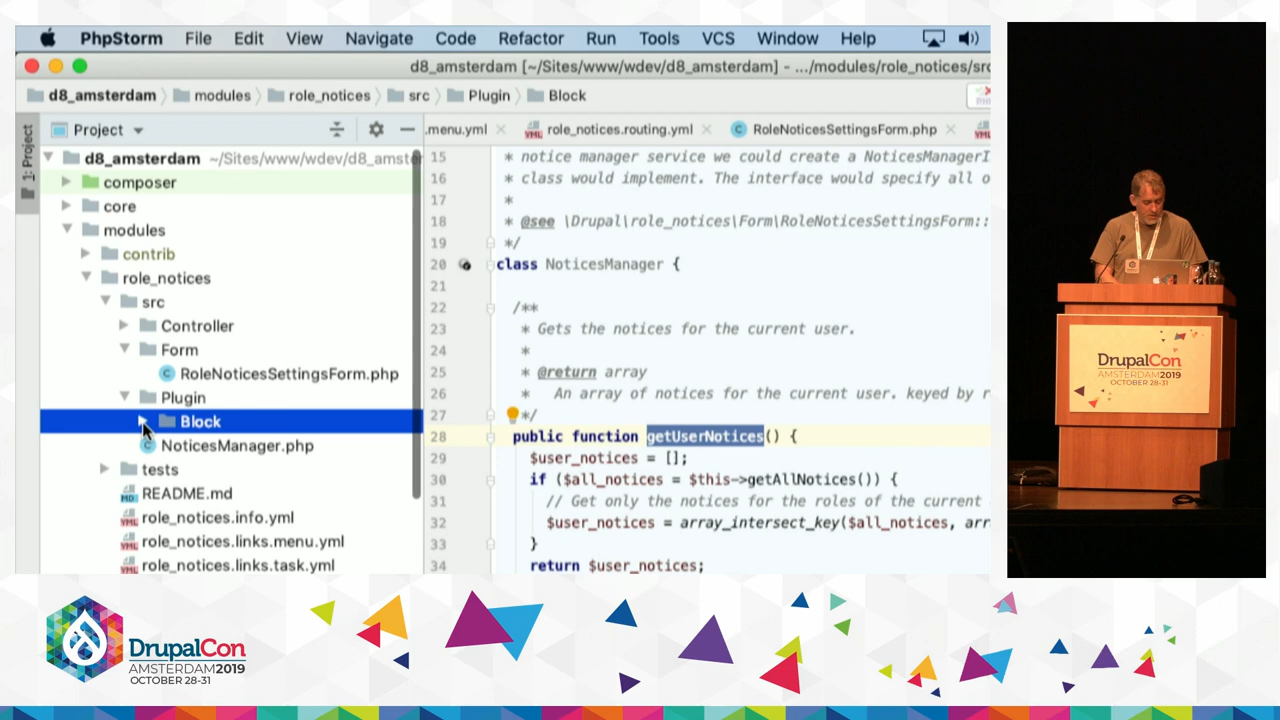 PhpStorm File Edit View Navigate Code Refactor Run Tools VCS Window Help
d8_amsterdam [~/Sites/www/wdev/d8_amsterdam] - .../modules/role_notices/src
d8_amsterdam modules role_notices src Plugin Block
1: Project
Project
.menu.yml role_notices.routing.yml RoleNoticesSettingsForm.php
d8_amsterdam ~/Sites/www/wdev/d8_amste
composer
core
modules
contrib
role_notices
src
Controller
Form
RoleNoticesSettingsForm.php
Plugin
Block
NoticesManager.php
tests
README.md
role_notices.info.yml
role_notices.links.menu.yml
role_notices.links.task.yml
15 * notice manager service we could create a NoticesManagerI
16 * class would implement. The interface would specify all o
17 *
18 * @see \Drupal\role_notices\Form\RoleNoticesSettingsForm::
19 */
20 class NoticesManager {
21
22 /**
23 * Gets the notices for the current user.
24 *
25 * @return array
26 * An array of notices for the current user. keyed by r
27 */
28 public function getUserNotices() {
29 $user_notices = [];
30 if ($all_notices = $this->getAllNotices()) {
31 // Get only the notices for the roles of the current
32 $user_notices = array_intersect_key($all_notices, arr
33 }
34 return $user_notices;
DrupalCon
AMSTERDAM 2019
OCTOBER 28-31
DrupalCon
AMSTERDAM2019
OCTOBER 28-31